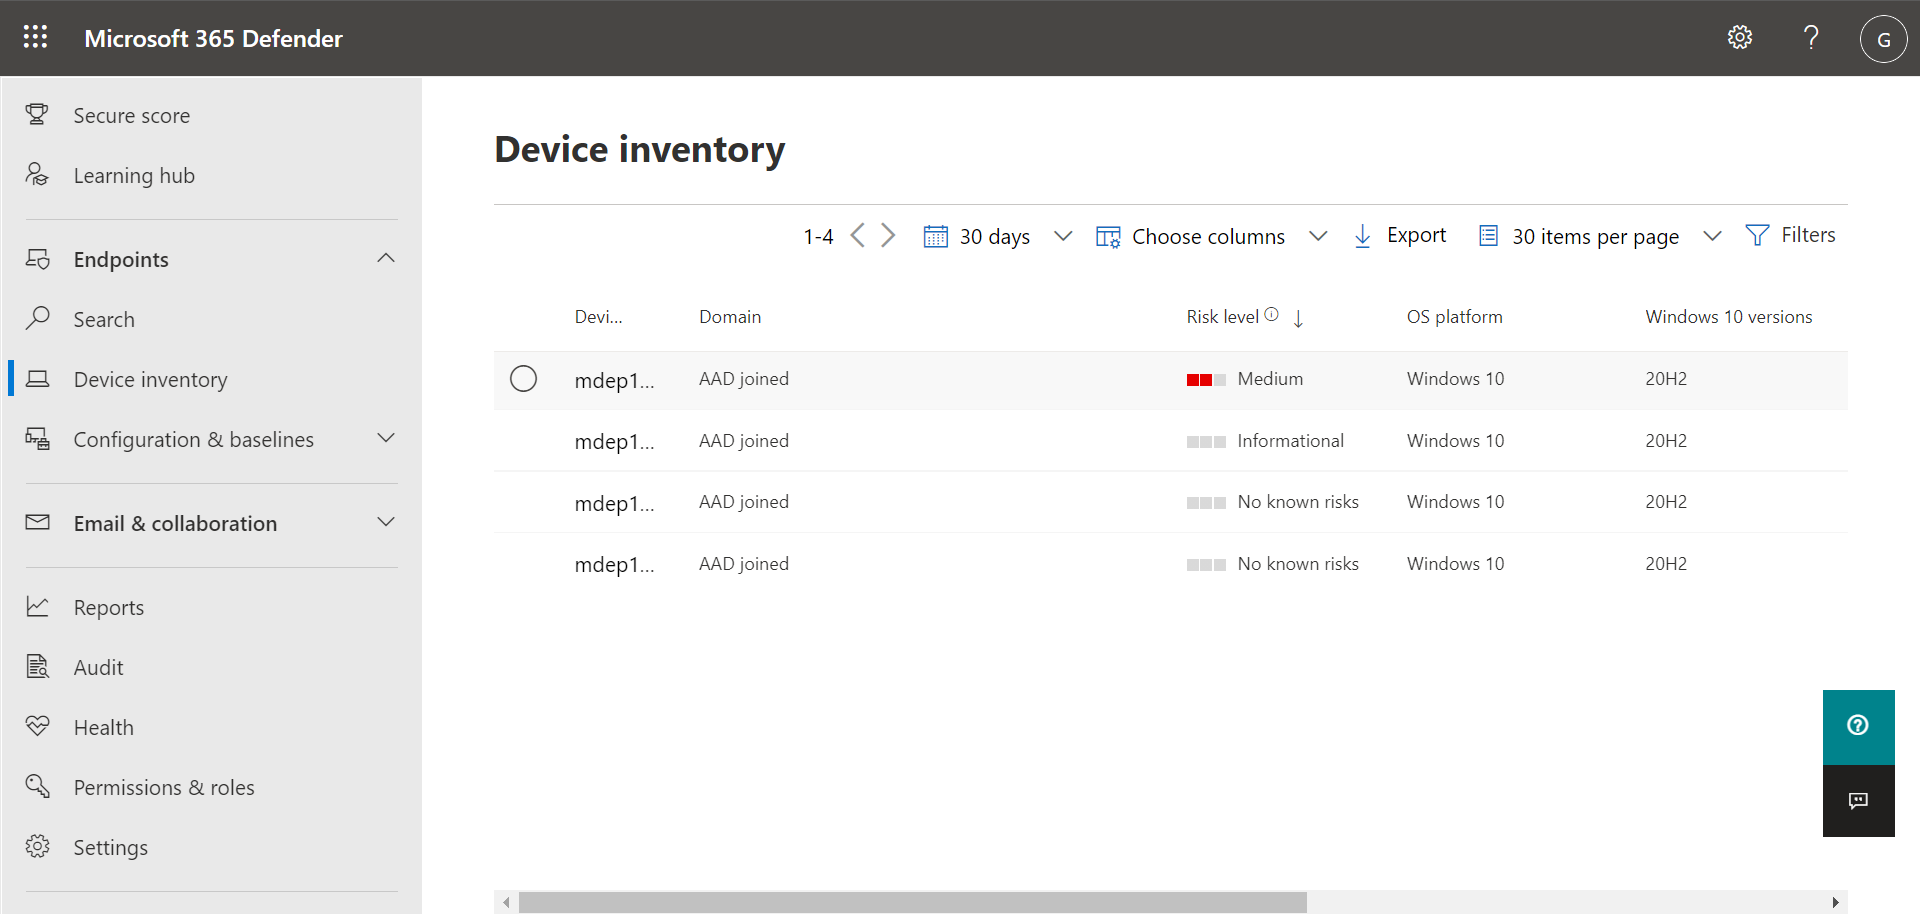 Microsoft 365 Defender
G
Secure score
Learning hub
Endpoints
Search
Device inventory
Configuration & baselines
Email & collaboration
Reports
Audit
Health
Permissions & roles
Settings
Device inventory
1-4 30 days Choose columns Export 30 items per page Filters
Devi... Domain Risk level OS platform Windows 10 versions
mdep1... AAD joined Medium Windows 10 20H2
mdep1... AAD joined Informational Windows 10 20H2
mdep1... AAD joined No known risks Windows 10 20H2
mdep1... AAD joined No known risks Windows 10 20H2